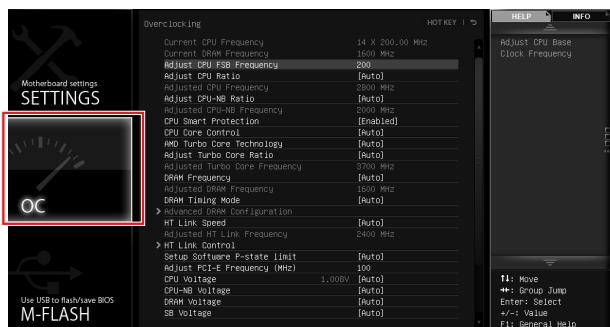 Motherboard settings
SETTINGS
OC
Use USB to flash/save BIOS
M-FLASH
Overclocking
HOT KEY | ⮌
Current CPU Frequency 14 X 200.00 MHz
Current DRAM Frequency 1600 MHz
Adjust CPU FSB Frequency 200
Adjust CPU Ratio [Auto]
Adjusted CPU Frequency 2800 MHz
Adjust CPU-NB Ratio [Auto]
Adjusted CPU-NB Frequency 2000 MHz
CPU Smart Protection [Enabled]
CPU Core Control [Auto]
AMD Turbo Core Technology [Auto]
Adjust Turbo Core Ratio [Auto]
Adjusted Turbo Core Frequency 3700 MHz
DRAM Frequency [Auto]
Adjusted DRAM Frequency 1600 MHz
DRAM Timing Mode [Auto]
> Advanced DRAM Configuration
HT Link Speed [Auto]
Adjusted HT Link Frequency 2400 MHz
> HT Link Control
Setup Software P-state limit [Auto]
Adjust PCI-E Frequency (MHz) 100
CPU Voltage 1.008V [Auto]
CPU-NB Voltage [Auto]
DRAM Voltage [Auto]
SB Voltage [Auto]
HELP
INFO
Adjust CPU Base
Clock Frequency
↑↓: Move
↔: Group Jump
Enter: Select
+/-: Value
F1: General Help